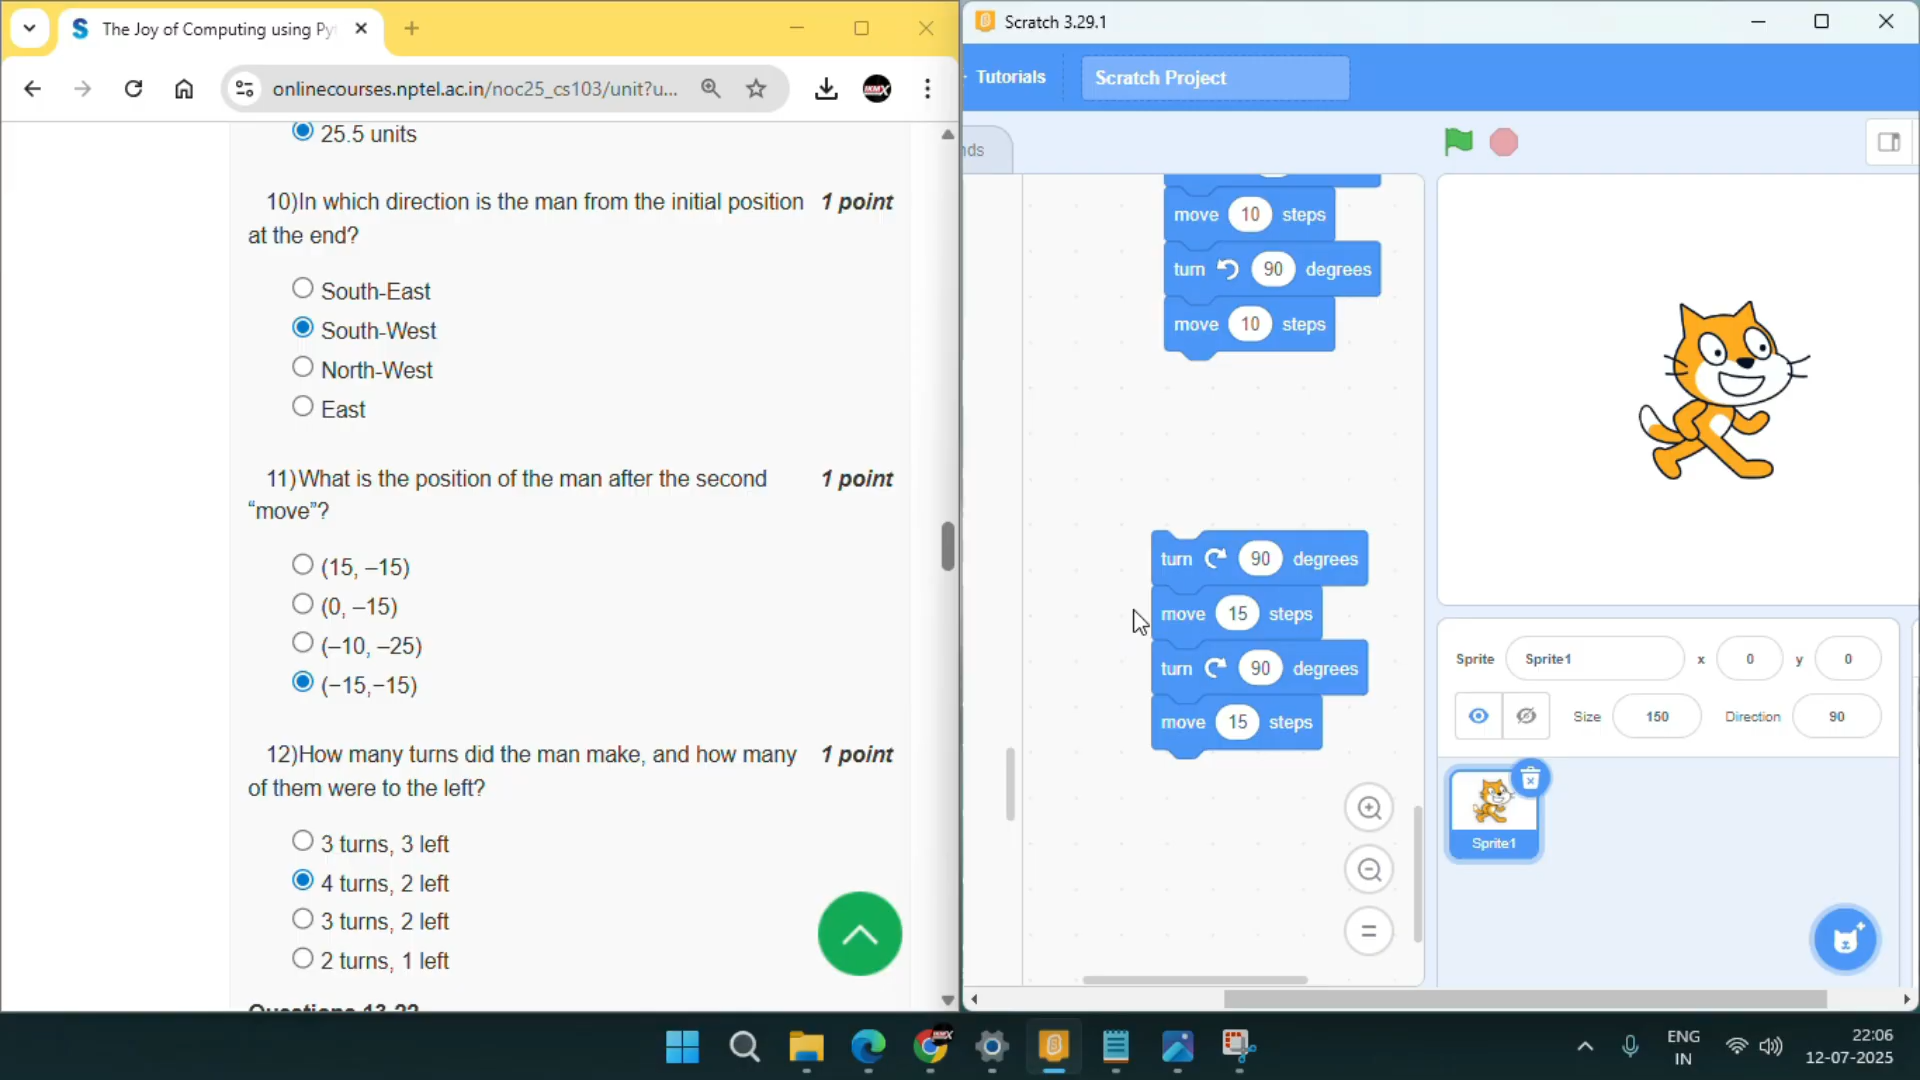 The Joy of Computing using Py
onlinecourses.nptel.ac.in/noc25_cs103/unit?u...
25.5 units
10)In which direction is the man from the initial position 1 point
at the end?
South-East
South-West
North-West
East
11)What is the position of the man after the second 1 point
“move”?
(15, –15)
(0, –15)
(–10, –25)
(−15,−15)
12)How many turns did the man make, and how many 1 point
of them were to the left?
3 turns, 3 left
4 turns, 2 left
3 turns, 2 left
2 turns, 1 left
Questions 13-22
Scratch 3.29.1
Tutorials
Scratch Project
nds
move 10 steps
turn 90 degrees
move 10 steps
turn 90 degrees
move 15 steps
turn 90 degrees
move 15 steps
Sprite Sprite1 x 0 y 0
Size 150 Direction 90
Sprite1
ENG
IN
22:06
12-07-2025